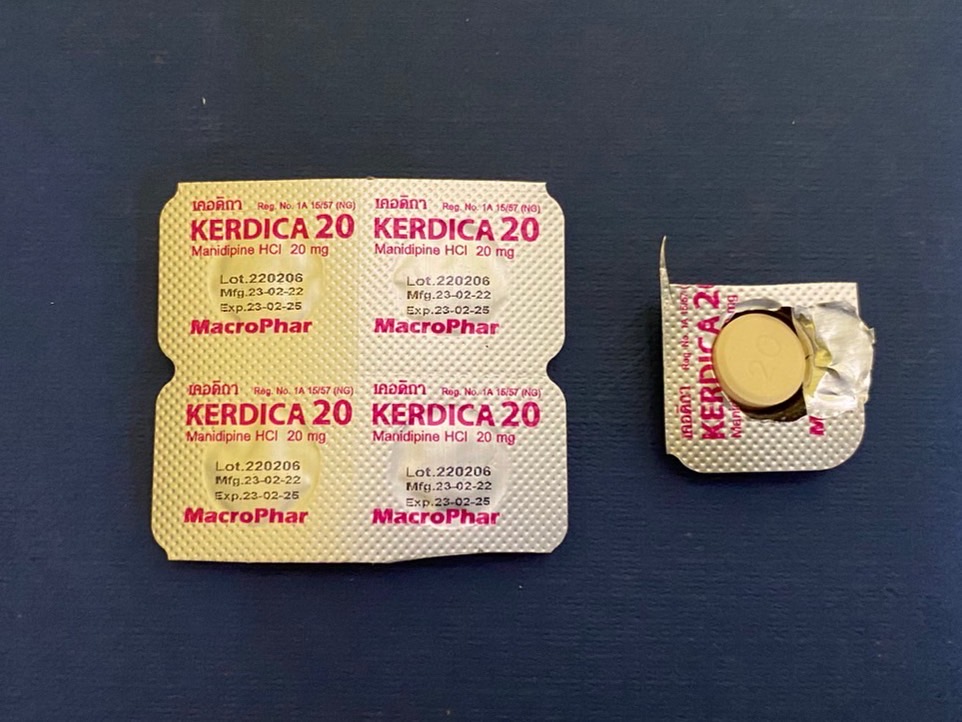 เคอดิกา Reg. No. 1A 15/57 (NG)
KERDICA 20
Manidipine HCl 20 mg
Lot.220206
Mfg.23-02-22
Exp.23-02-25
MacroPhar
เคอดิกา Reg. No. 1A 15/57 (NG)
KERDICA 20
Manidipine HCl 20 mg
Lot.220206
Mfg.23-02-22
Exp.23-02-25
MacroPhar
เคอดิกา Reg. No. 1A 15/57 (NG)
KERDICA 20
Manidipine HCl 20 mg
Lot.220206
Mfg.23-02-22
Exp.23-02-25
MacroPhar
เคอดิกา Reg. No. 1A 15/57 (NG)
KERDICA 20
Manidipine HCl 20 mg
Lot.220206
Mfg.23-02-22
Exp.23-02-25
MacroPhar
เคอดิกา Reg. No. 1A
KERDICA 20
mg
20